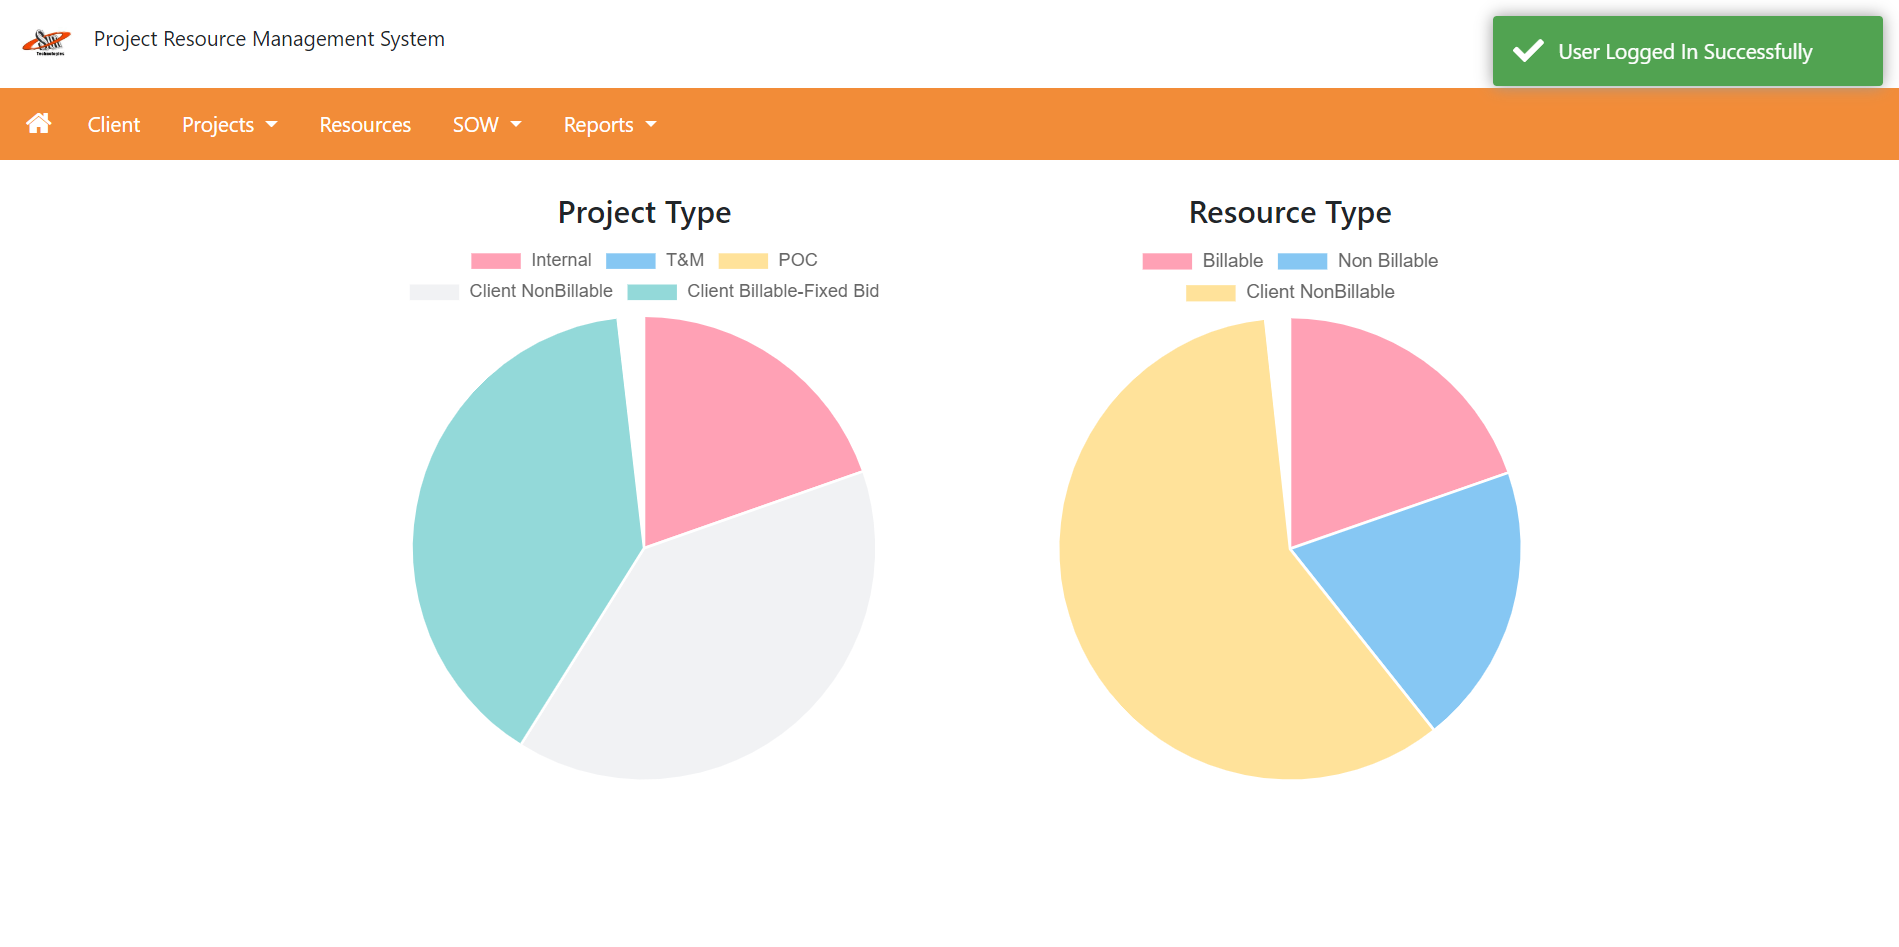 Project Resource Management System
User Logged In Successfully
Client Projects Resources SOW Reports
Project Type
Internal T&M POC
Client NonBillable Client Billable-Fixed Bid
Resource Type
Billable Non Billable
Client NonBillable